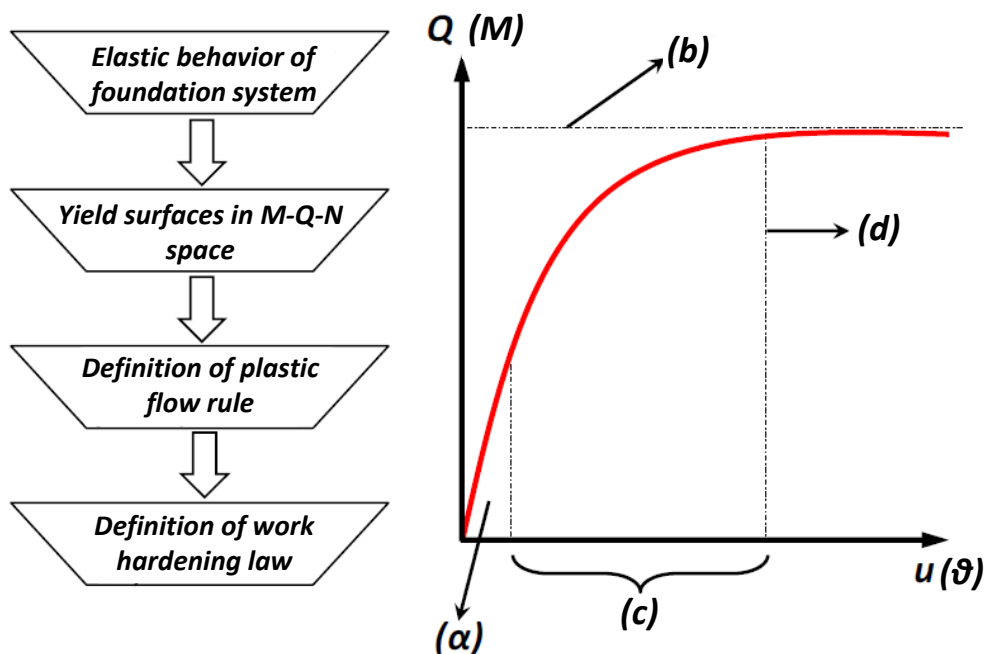 Elastic behavior of
foundation system
Yield surfaces in M-Q-N
space
Definition of plastic
flow rule
Definition of work
hardening law
Q (M)
(b)
(d)
u (ϑ)
(c)
(α)